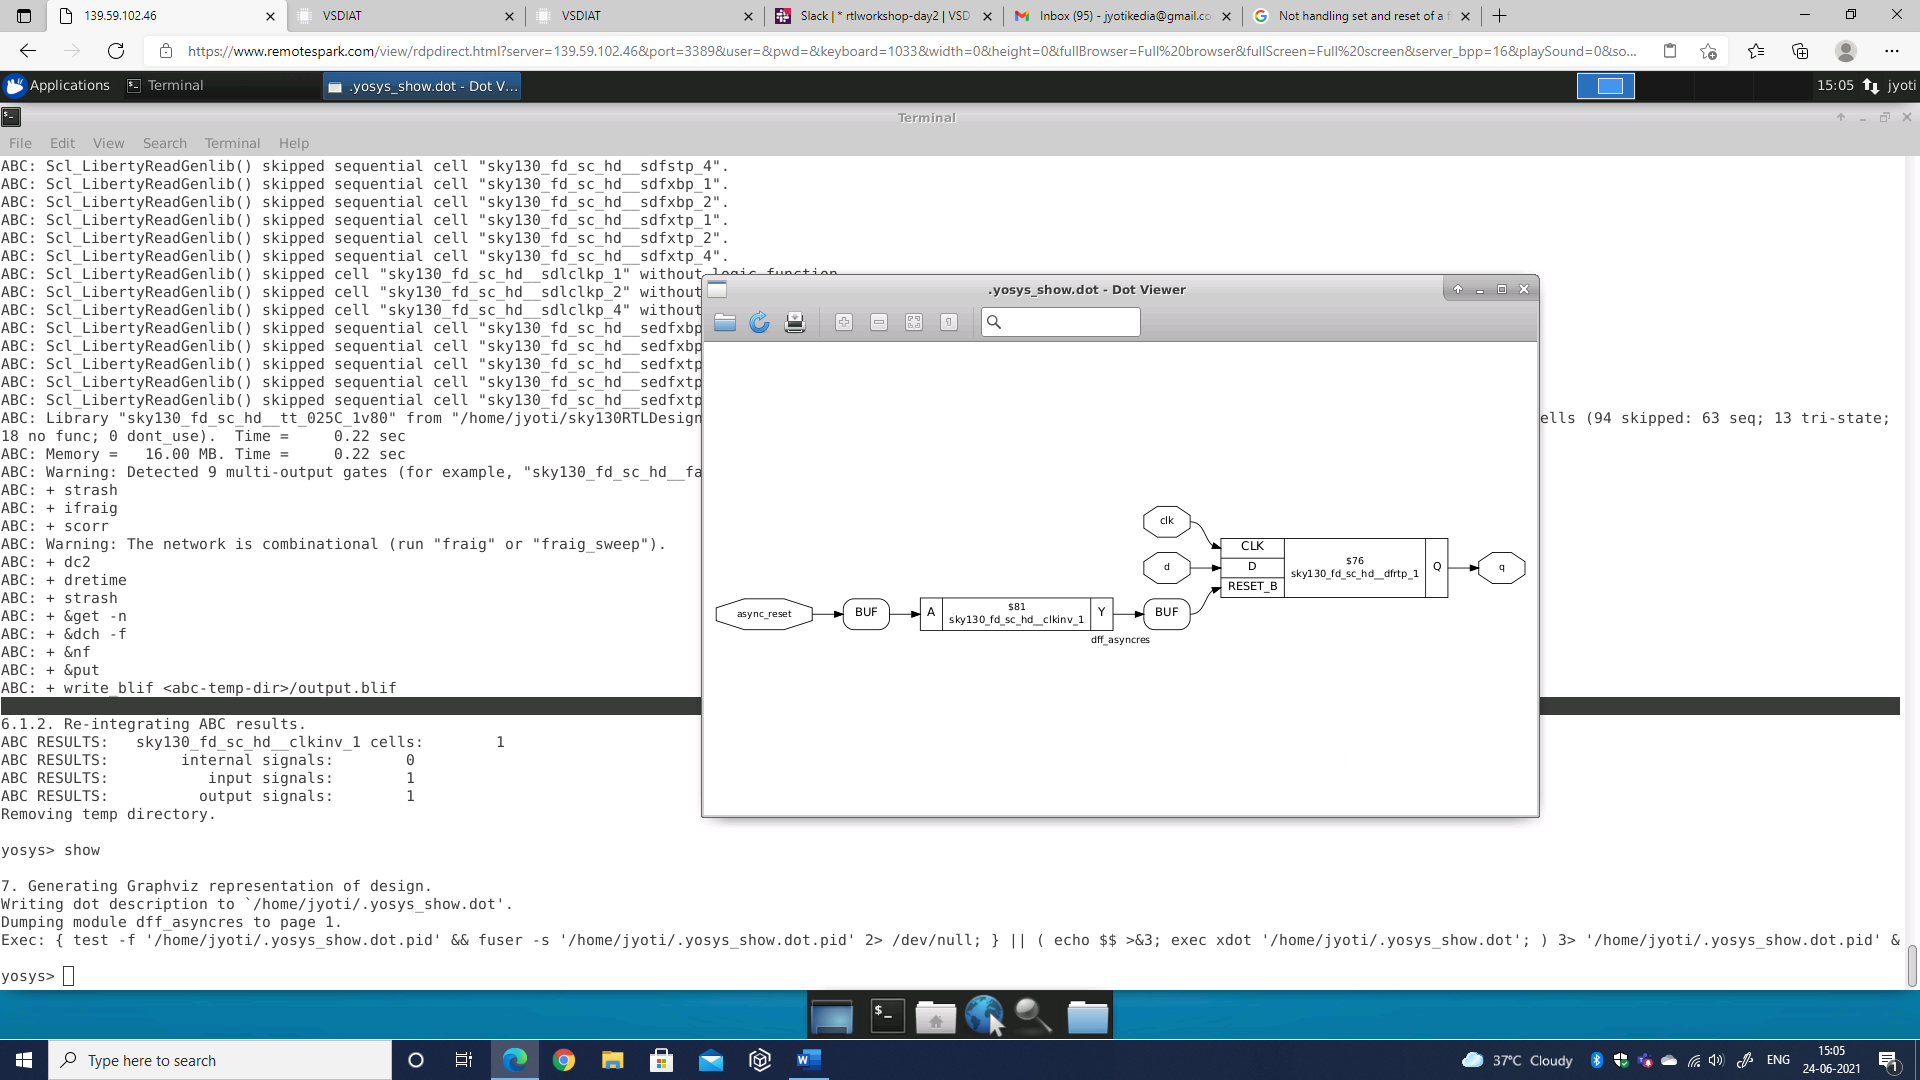 139.59.102.46
VSDIAT
VSDIAT
Slack | * rtlworkshop-day2 | VSD
Inbox (95) - jyotikedia@gmail.co
Not handling set and reset of a f
https://www.remotespark.com/view/rdpdirect.html?server=139.59.102.46&port=3389&user=&pwd=&keyboard=1033&width=0&height=0&fullBrowser=Full%20browser&fullScreen=Full%20screen&server_bpp=16&playSound=0&so...
Applications
Terminal
.yosys_show.dot - Dot V...
15:05
jyoti
Terminal
File Edit View Search Terminal Help
ABC: Scl_LibertyReadGenlib() skipped sequential cell "sky130_fd_sc_hd__sdfstp_4".
ABC: Scl_LibertyReadGenlib() skipped sequential cell "sky130_fd_sc_hd__sdfxbp_1".
ABC: Scl_LibertyReadGenlib() skipped sequential cell "sky130_fd_sc_hd__sdfxbp_2".
ABC: Scl_LibertyReadGenlib() skipped sequential cell "sky130_fd_sc_hd__sdfxtp_1".
ABC: Scl_LibertyReadGenlib() skipped sequential cell "sky130_fd_sc_hd__sdfxtp_2".
ABC: Scl_LibertyReadGenlib() skipped sequential cell "sky130_fd_sc_hd__sdfxtp_4".
ABC: Scl_LibertyReadGenlib() skipped cell "sky130_fd_sc_hd__sdlclkp_1" without logic function
ABC: Scl_LibertyReadGenlib() skipped cell "sky130_fd_sc_hd__sdlclkp_2" without
ABC: Scl_LibertyReadGenlib() skipped cell "sky130_fd_sc_hd__sdlclkp_4" without
ABC: Scl_LibertyReadGenlib() skipped sequential cell "sky130_fd_sc_hd__sedfxbp
ABC: Scl_LibertyReadGenlib() skipped sequential cell "sky130_fd_sc_hd__sedfxbp
ABC: Scl_LibertyReadGenlib() skipped sequential cell "sky130_fd_sc_hd__sedfxtp
ABC: Scl_LibertyReadGenlib() skipped sequential cell "sky130_fd_sc_hd__sedfxtp
ABC: Scl_LibertyReadGenlib() skipped sequential cell "sky130_fd_sc_hd__sedfxtp
ABC: Library "sky130_fd_sc_hd__tt_025C_1v80" from "/home/jyoti/sky130RTLDesign ells (94 skipped: 63 seq; 13 tri-state;
18 no func; 0 dont_use). Time = 0.22 sec
ABC: Memory = 16.00 MB. Time = 0.22 sec
ABC: Warning: Detected 9 multi-output gates (for example, "sky130_fd_sc_hd__fa
ABC: + strash
ABC: + ifraig
ABC: + scorr
ABC: Warning: The network is combinational (run "fraig" or "fraig_sweep").
ABC: + dc2
ABC: + dretime
ABC: + strash
ABC: + &get -n
ABC: + &dch -f
ABC: + &nf
ABC: + &put
ABC: + write_blif <abc-temp-dir>/output.blif
6.1.2. Re-integrating ABC results.
ABC RESULTS: sky130_fd_sc_hd__clkinv_1 cells: 1
ABC RESULTS: internal signals: 0
ABC RESULTS: input signals: 1
ABC RESULTS: output signals: 1
Removing temp directory.
yosys> show
7. Generating Graphviz representation of design.
Writing dot description to `/home/jyoti/.yosys_show.dot'.
Dumping module dff_asyncres to page 1.
Exec: { test -f '/home/jyoti/.yosys_show.dot.pid' && fuser -s '/home/jyoti/.yosys_show.dot.pid' 2> /dev/null; } || ( echo $$ >&3; exec xdot '/home/jyoti/.yosys_show.dot'; ) 3> '/home/jyoti/.yosys_show.dot.pid' &
yosys>
.yosys_show.dot - Dot Viewer
clk
d
async_reset
BUF
A
$81
sky130_fd_sc_hd__clkinv_1
Y
BUF
dff_asyncres
CLK
D
RESET_B
$76
sky130_fd_sc_hd__dfrtp_1
Q
q
Type here to search
37°C Cloudy
ENG
15:05
24-06-2021
1